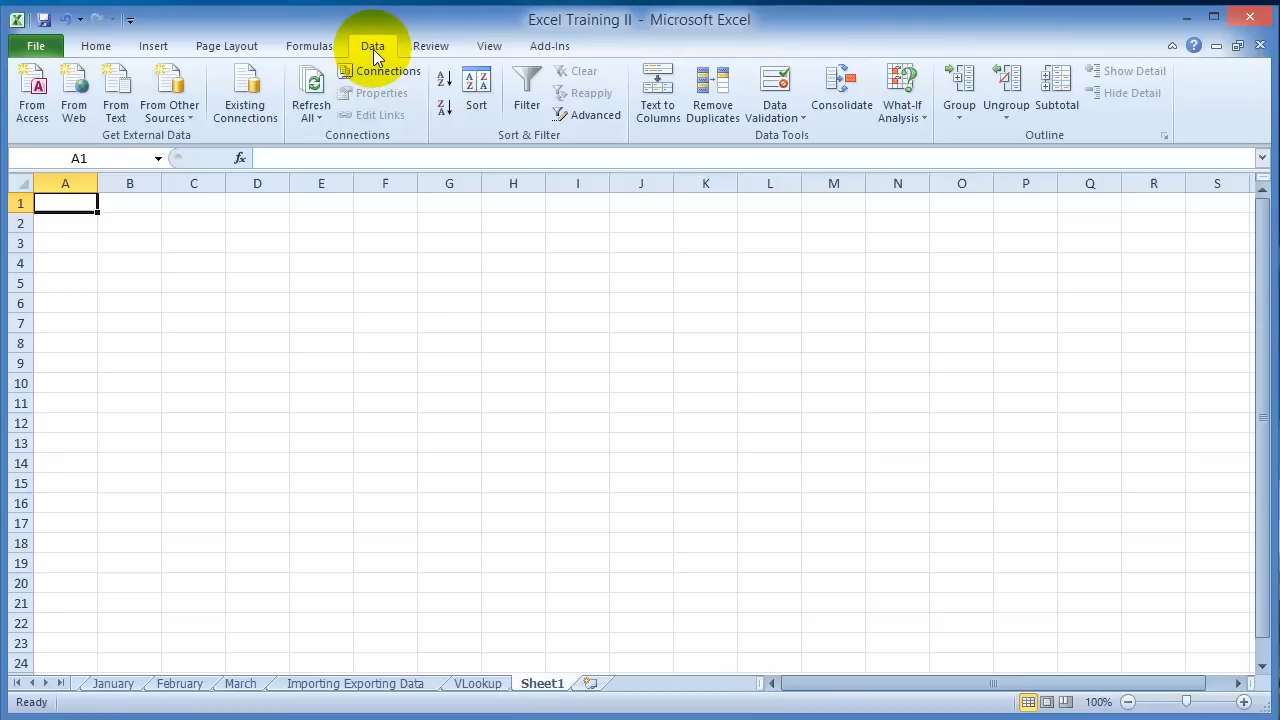 Excel Training II - Microsoft Excel
File Home Insert Page Layout Formulas Data Review View Add-Ins
From Access
From Web
From Text
From Other Sources
Existing Connections
Get External Data
Refresh All
Connections
Properties
Edit Links
Connections
Sort
Filter
Clear
Reapply
Advanced
Sort & Filter
Text to Columns
Remove Duplicates
Data Validation
Consolidate
What-If Analysis
Data Tools
Group
Ungroup
Subtotal
Show Detail
Hide Detail
Outline
A1 fx
A B C D E F G H I J K L M N O P Q R S
1
2
3
4
5
6
7
8
9
10
11
12
13
14
15
16
17
18
19
20
21
22
23
24
January February March Importing Exporting Data VLookup Sheet1
Ready 100%